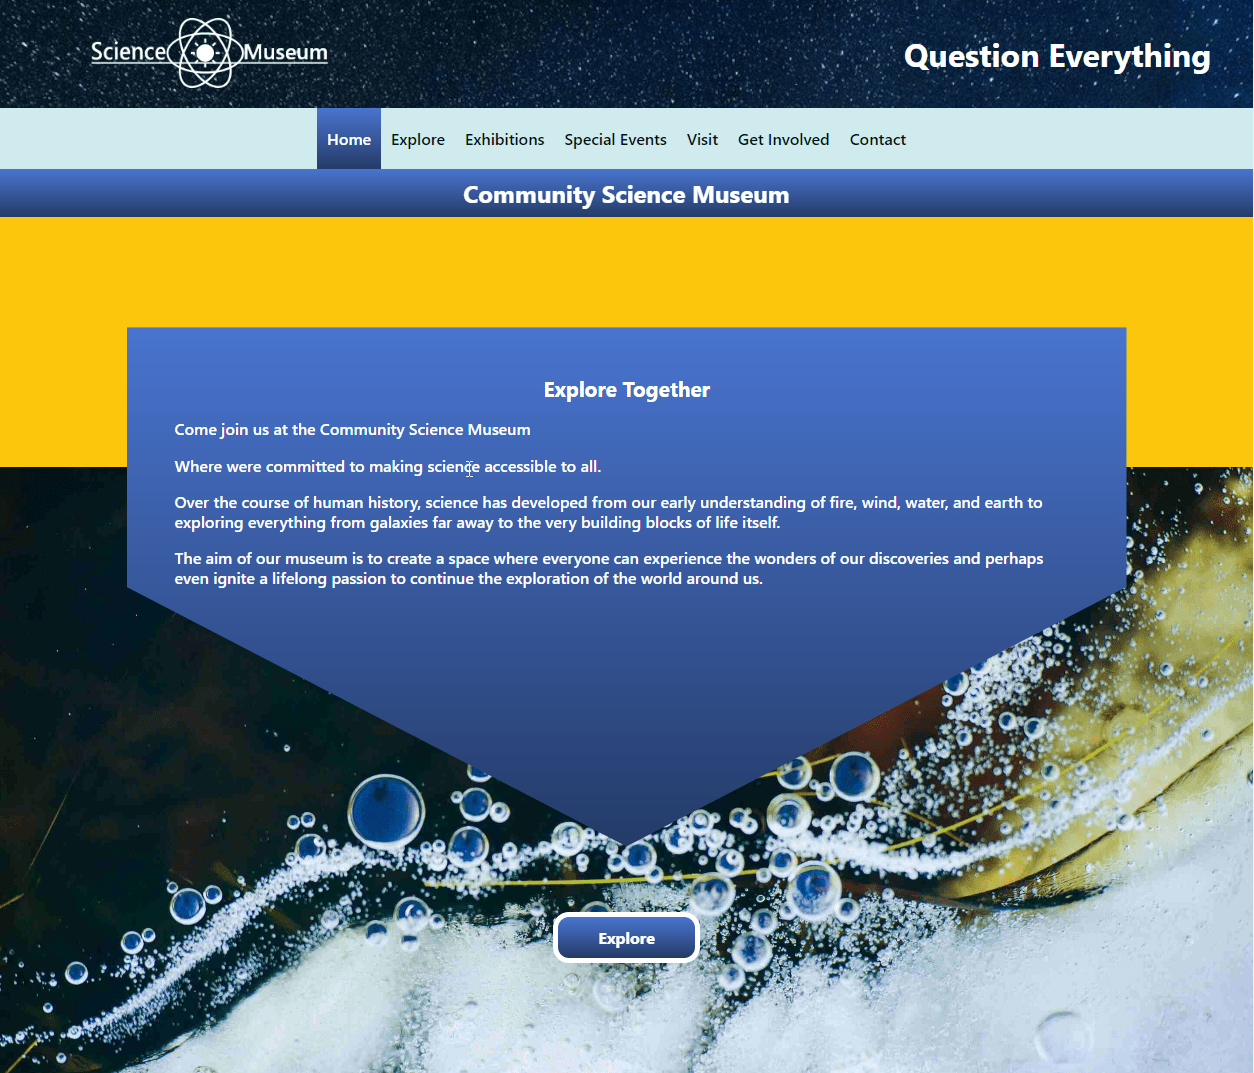 Science Museum
Question Everything
Home Explore Exhibitions Special Events Visit Get Involved Contact
Community Science Museum
Explore Together
Come join us at the Community Science Museum
Where were committed to making science accessible to all.
Over the course of human history, science has developed from our early understanding of fire, wind, water, and earth to
exploring everything from galaxies far away to the very building blocks of life itself.
The aim of our museum is to create a space where everyone can experience the wonders of our discoveries and perhaps
even ignite a lifelong passion to continue the exploration of the world around us.
Explore